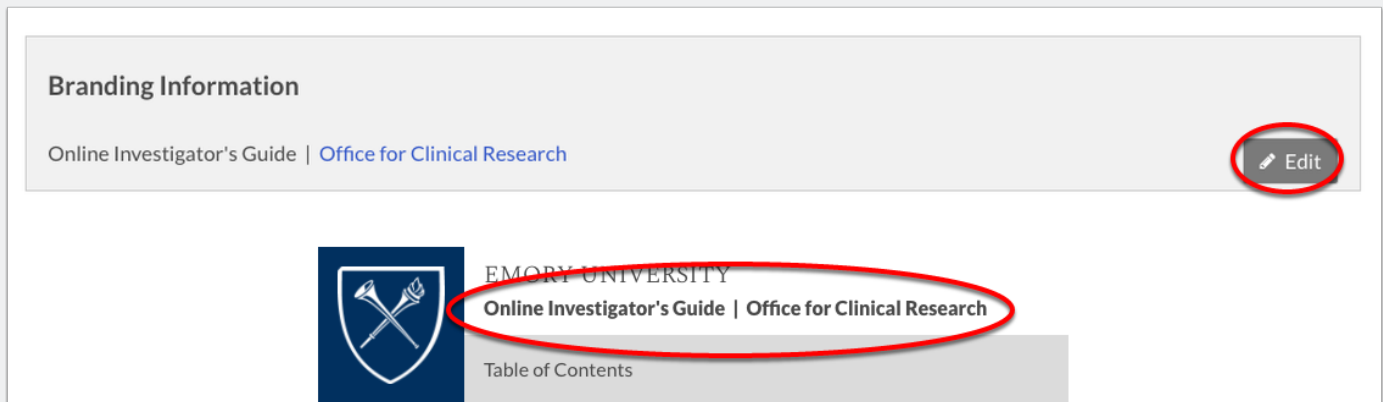 Branding Information
Online Investigator's Guide | Office for Clinical Research
Edit
EMORY UNIVERSITY
Online Investigator's Guide | Office for Clinical Research
Table of Contents